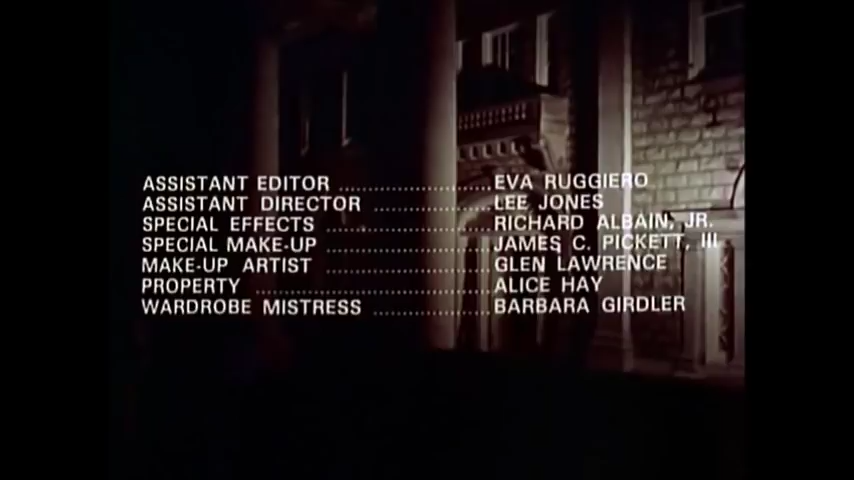 ASSISTANT EDITOR ........................ EVA RUGGIERO
ASSISTANT DIRECTOR .................. LEE JONES
SPECIAL EFFECTS ......................... RICHARD ALBAIN, JR.
SPECIAL MAKE-UP ......................... JAMES C. PICKETT, III
MAKE-UP ARTIST ......................... GLEN LAWRENCE
PROPERTY ..................................... ALICE HAY
WARDROBE MISTRESS .................. BARBARA GIRDLER